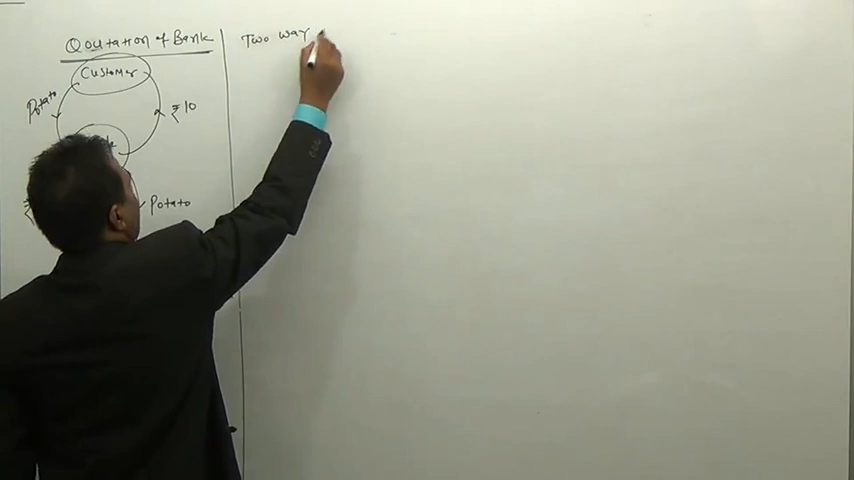 Quotation of Bank
Customer
Potato
₹10
Potato
Two way